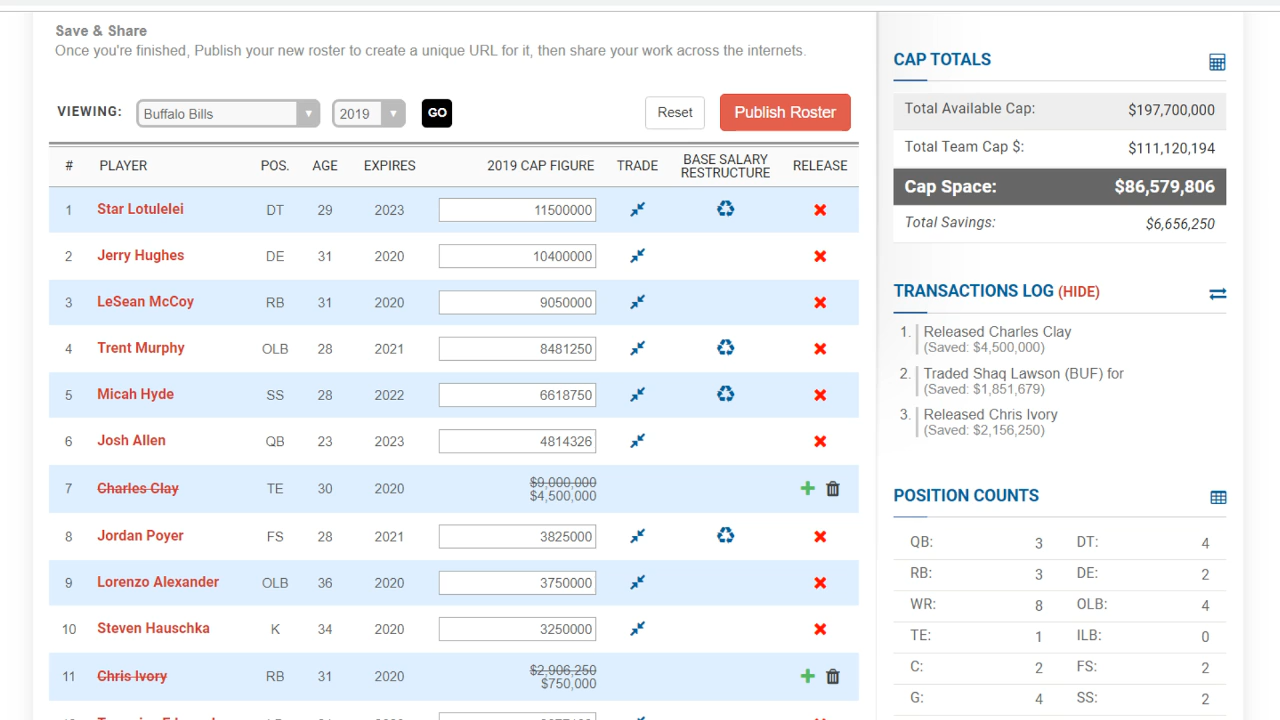 Save & Share
Once you're finished, Publish your new roster to create a unique URL for it, then share your work across the internets.
VIEWING: Buffalo Bills 2019 GO Reset Publish Roster
# PLAYER POS. AGE EXPIRES 2019 CAP FIGURE TRADE BASE SALARY RESTRUCTURE RELEASE
1 Star Lotulelei DT 29 2023 11500000
2 Jerry Hughes DE 31 2020 10400000
3 LeSean McCoy RB 31 2020 9050000
4 Trent Murphy OLB 28 2021 8481250
5 Micah Hyde SS 28 2022 6618750
6 Josh Allen QB 23 2023 4814326
7 Charles Clay TE 30 2020 $9,000,000
$4,500,000
8 Jordan Poyer FS 28 2021 3825000
9 Lorenzo Alexander OLB 36 2020 3750000
10 Steven Hauschka K 34 2020 3250000
11 Chris Ivory RB 31 2020 $2,906,250
$750,000
CAP TOTALS
Total Available Cap: $197,700,000
Total Team Cap $: $111,120,194
Cap Space: $86,579,806
Total Savings: $6,656,250
TRANSACTIONS LOG (HIDE)
1. Released Charles Clay
(Saved: $4,500,000)
2. Traded Shaq Lawson (BUF) for
(Saved: $1,851,679)
3. Released Chris Ivory
(Saved: $2,156,250)
POSITION COUNTS
QB: 3 DT: 4
RB: 3 DE: 2
WR: 8 OLB: 4
TE: 1 ILB: 0
C: 2 FS: 2
G: 4 SS: 2